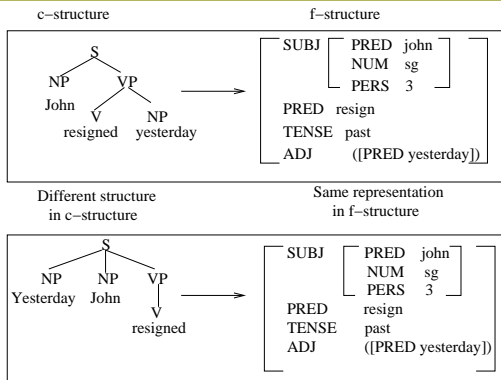 c−structure f−structure
S
NP VP
John
V NP
resigned yesterday
SUBJ PRED john
NUM sg
PERS 3
PRED resign
TENSE past
ADJ ([PRED yesterday])
Different structure
in c−structure
Same representation
in f−structure
S
NP NP VP
Yesterday John
V
resigned
SUBJ PRED john
NUM sg
PERS 3
PRED resign
TENSE past
ADJ ([PRED yesterday])